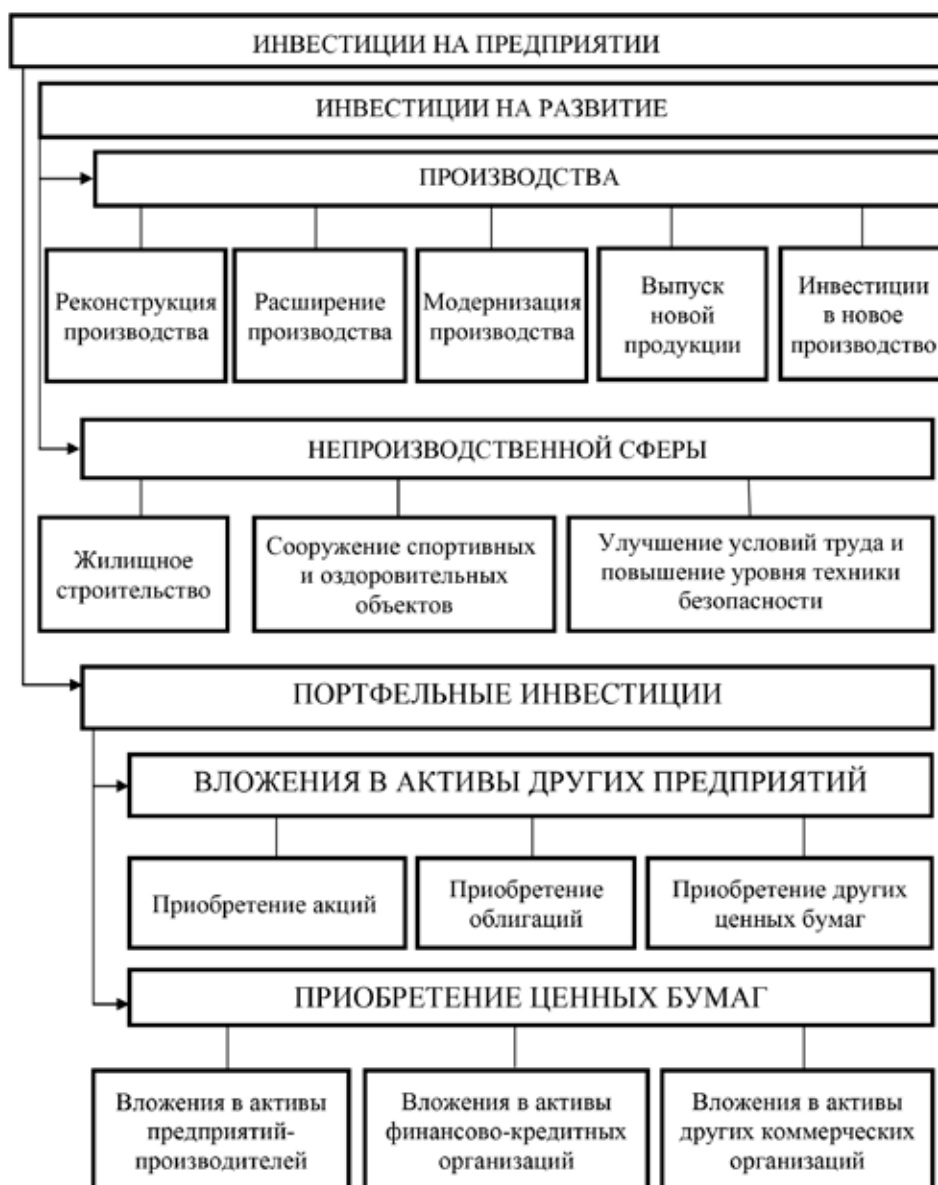 ИНВЕСТИЦИИ НА ПРЕДПРИЯТИИ
ИНВЕСТИЦИИ НА РАЗВИТИЕ
ПРОИЗВОДСТВА
Реконструкция
производства
Расширение
производства
Модернизация
производства
Выпуск
новой
продукции
Инвестиции
в новое
производство
НЕПРОИЗВОДСТВЕННОЙ СФЕРЫ
Жилищное
строительство
Сооружение спортивных
и оздоровительных
объектов
Улучшение условий труда и
повышение уровня техники
безопасности
ПОРТФЕЛЬНЫЕ ИНВЕСТИЦИИ
ВЛОЖЕНИЯ В АКТИВЫ ДРУГИХ ПРЕДПРИЯТИЙ
Приобретение акций
Приобретение
облигаций
Приобретение других
ценных бумаг
ПРИОБРЕТЕНИЕ ЦЕННЫХ БУМАГ
Вложения в активы
предприятий-
производителей
Вложения в активы
финансово-кредитных
организаций
Вложения в активы
других коммерческих
организаций